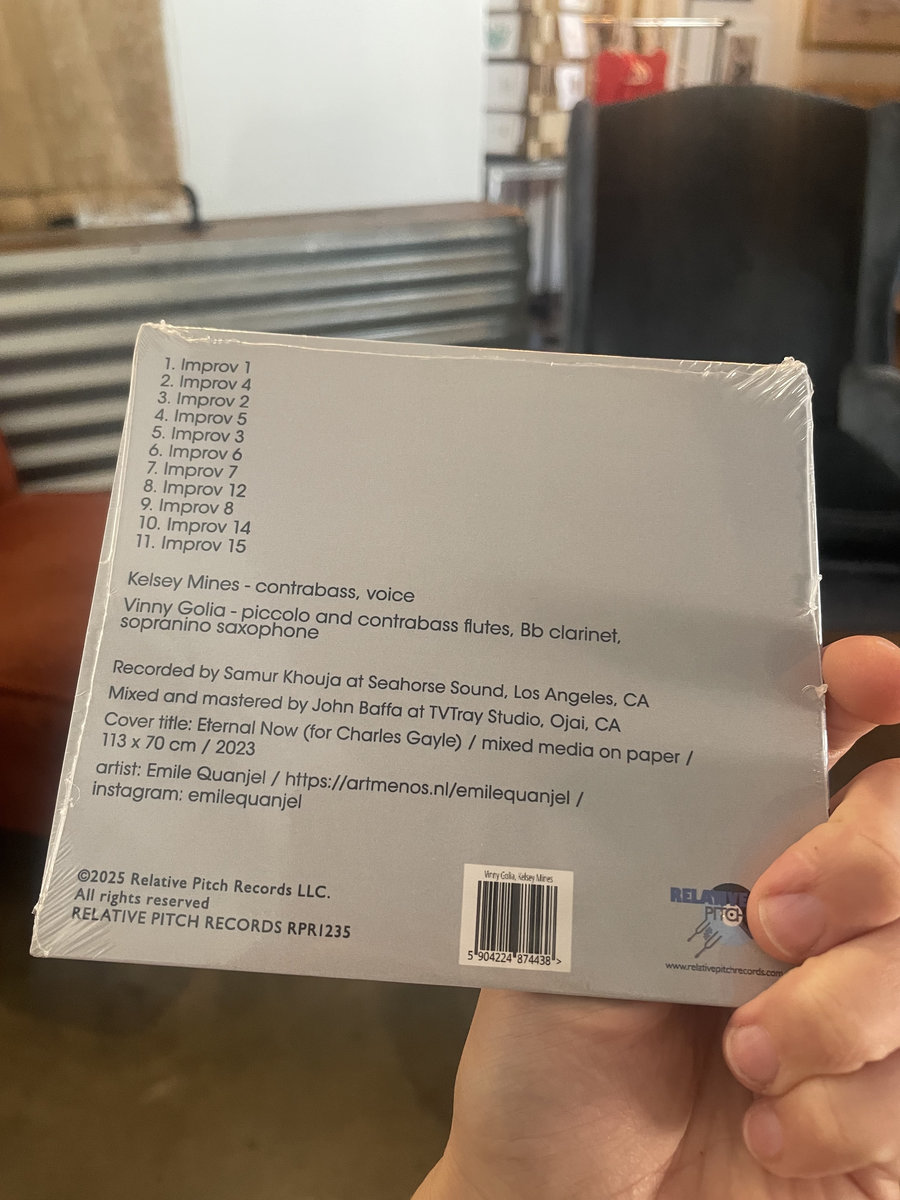 1. Improv 1
2. Improv 4
3. Improv 2
4. Improv 5
5. Improv 3
6. Improv 6
7. Improv 7
8. Improv 12
9. Improv 8
10. Improv 14
11. Improv 15
Kelsey Mines - contrabass, voice
Vinny Golia - piccolo and contrabass flutes, Bb clarinet,
sopranino saxophone
Recorded by Samur Khouja at Seahorse Sound, Los Angeles, CA
Mixed and mastered by John Baffa at TVTray Studio, Ojai, CA
Cover title: Eternal Now (for Charles Gayle) / mixed media on paper /
113 x 70 cm / 2023
artist: Emile Quanjel / https://artmenos.nl/emilequanjel /
instagram: emilequanjel
©2025 Relative Pitch Records LLC.
All rights reserved
RELATIVE PITCH RECORDS RPR1235
Vinny Golia, Kelsey Mines
5 904224 874438 >
RELATIVE
PITCH
www.relativepitchrecords.com